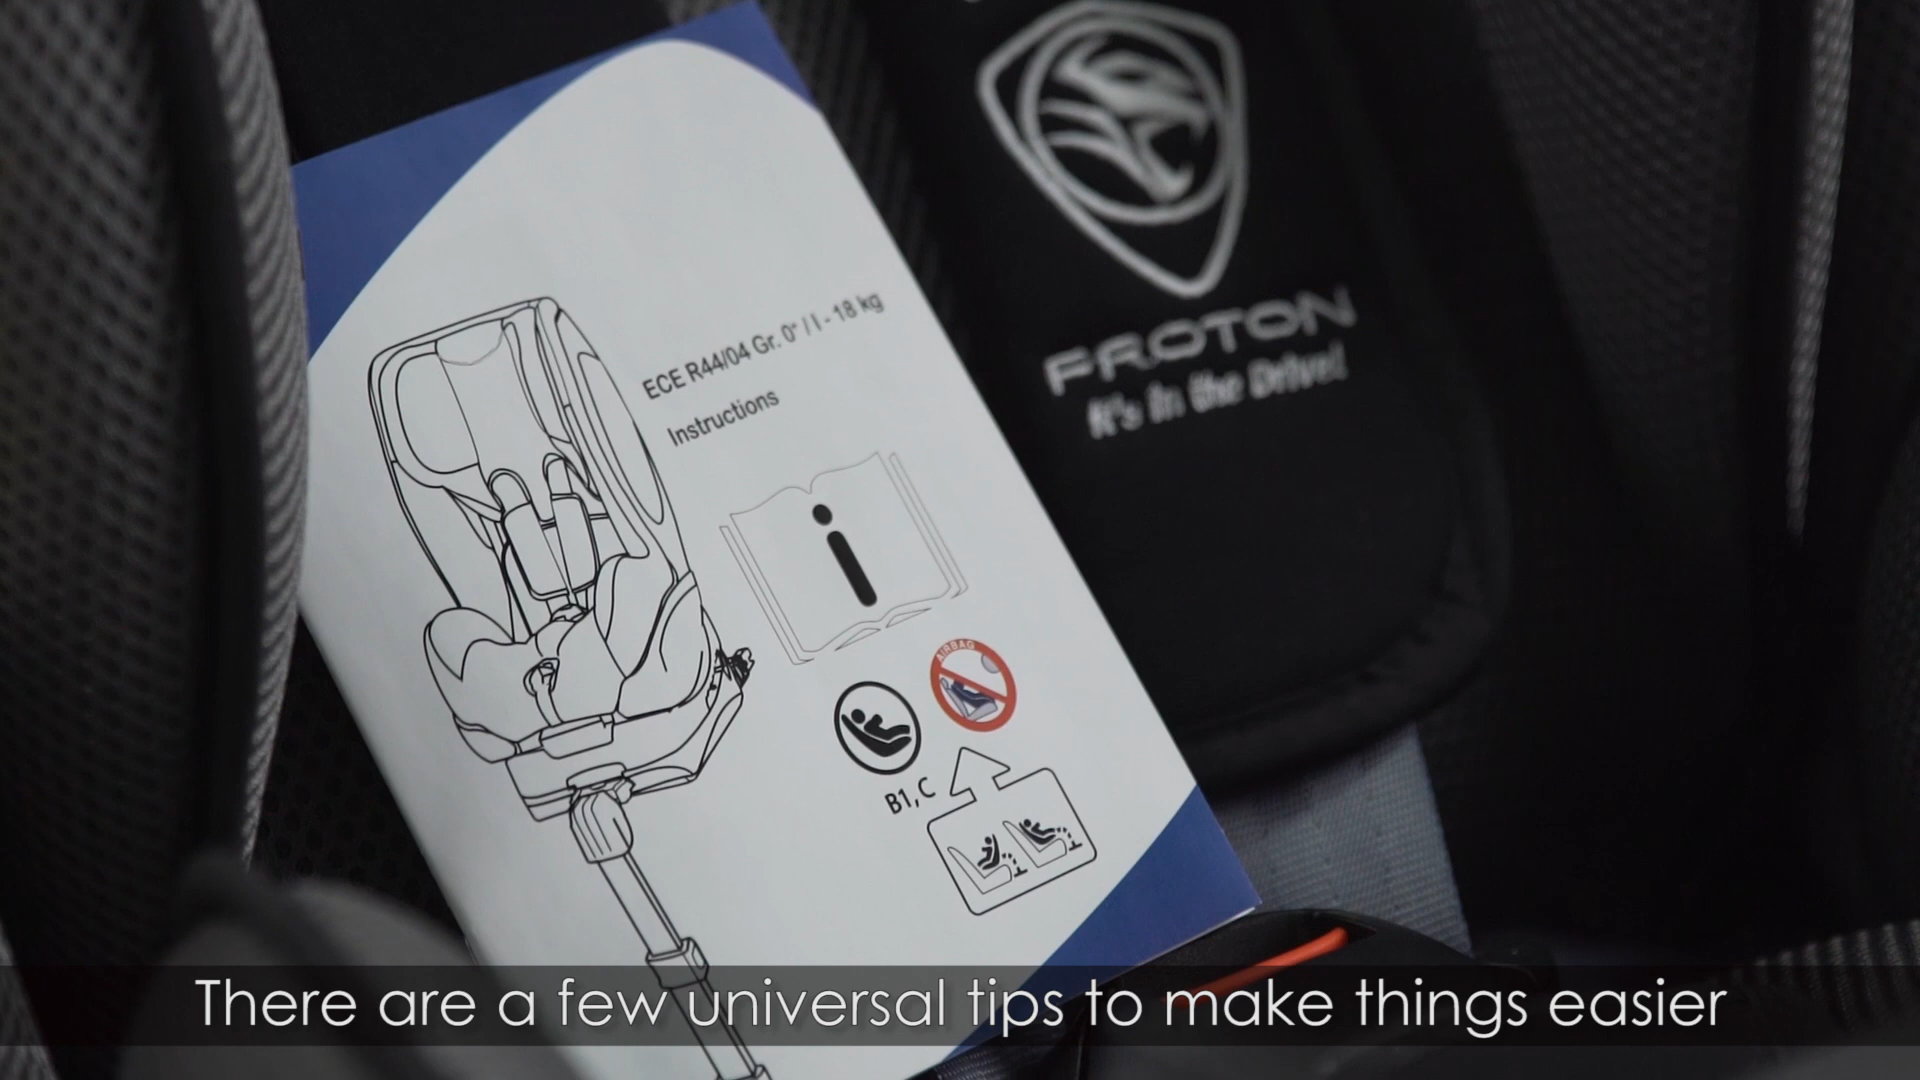 PROTON
It's in the Drive!
ECE R44/04 Gr. 0⁺ / I - 18 kg
Instructions
i
AIRBAG
B1, C
There are a few universal tips to make things easier